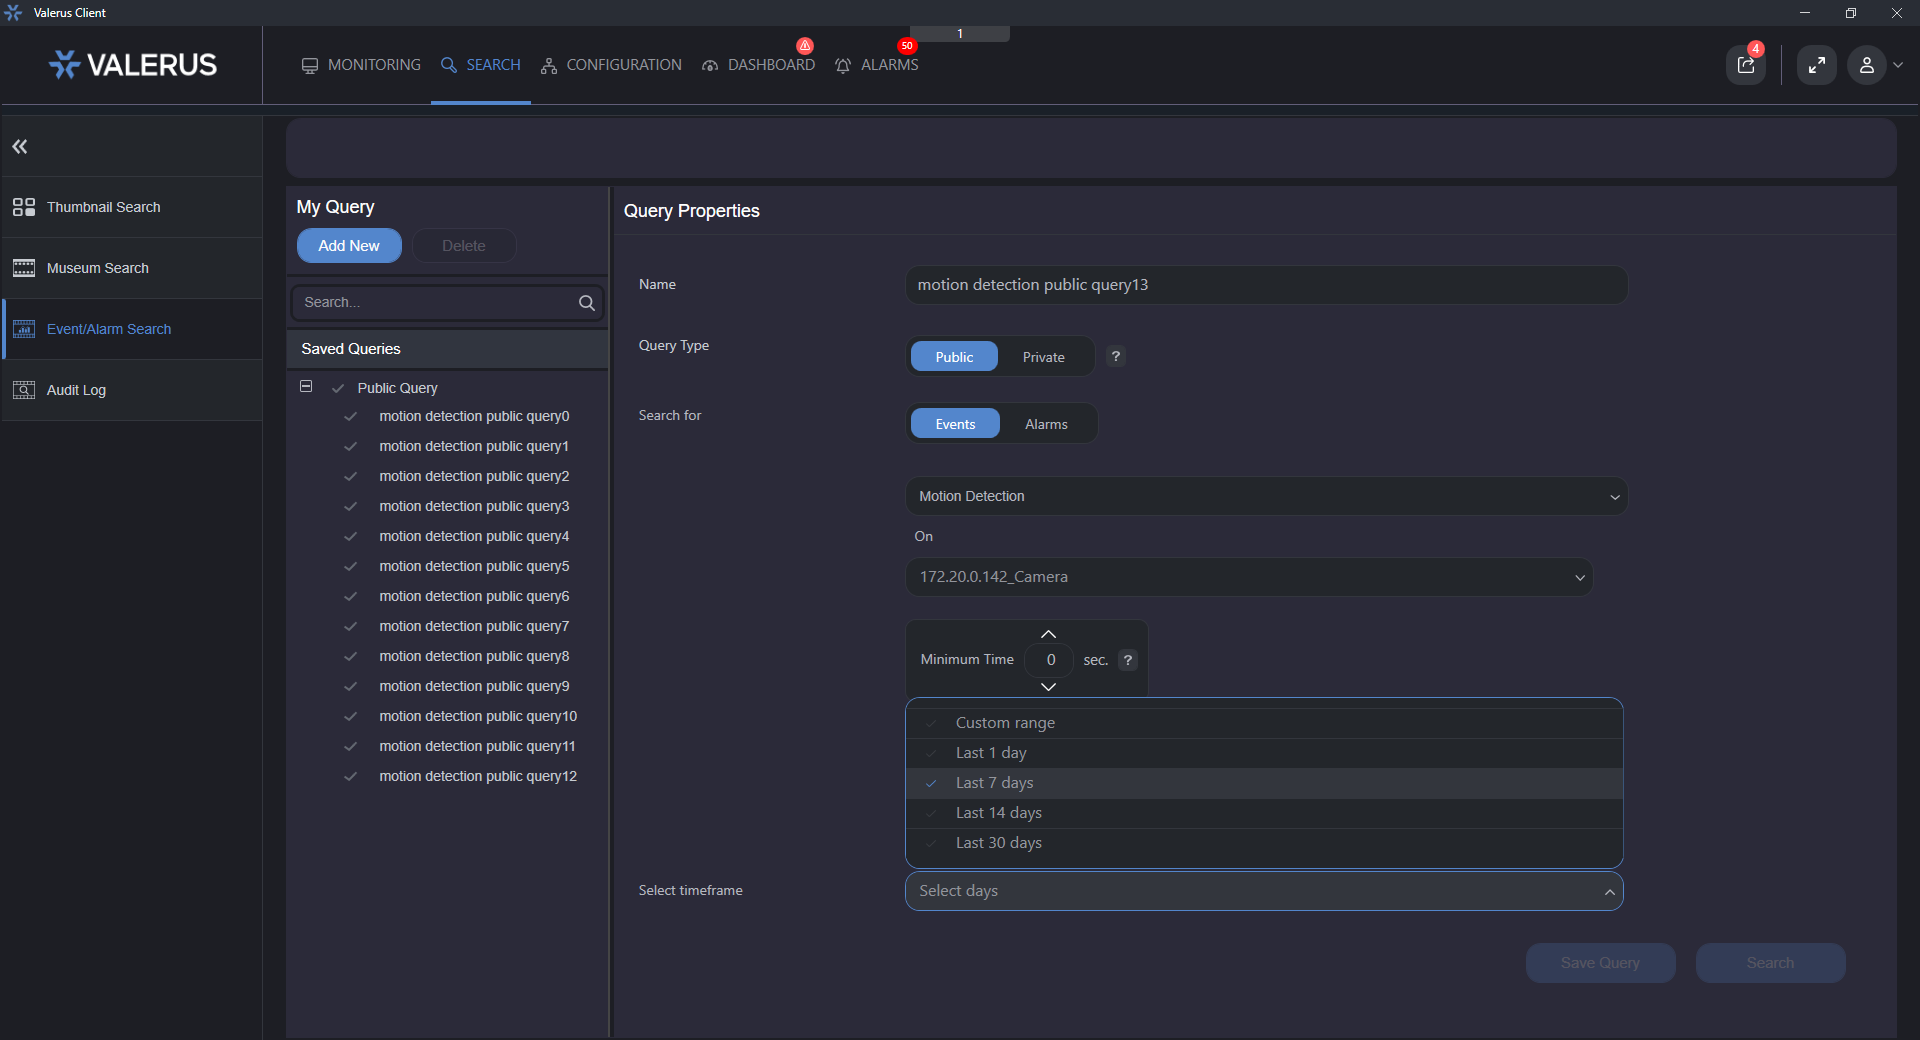 Valerus Client
VALERUS
MONITORING
SEARCH
CONFIGURATION
DASHBOARD
50
ALARMS
1
4
Thumbnail Search
Museum Search
Event/Alarm Search
Audit Log
My Query
Add New
Delete
Search...
Saved Queries
Public Query
motion detection public query0
motion detection public query1
motion detection public query2
motion detection public query3
motion detection public query4
motion detection public query5
motion detection public query6
motion detection public query7
motion detection public query8
motion detection public query9
motion detection public query10
motion detection public query11
motion detection public query12
Query Properties
Name
motion detection public query13
Query Type
Public
Private
?
Search for
Events
Alarms
Motion Detection
On
172.20.0.142_Camera
Minimum Time
0
sec.
?
Custom range
Last 1 day
Last 7 days
Last 14 days
Last 30 days
Select timeframe
Select days
Save Query
Search